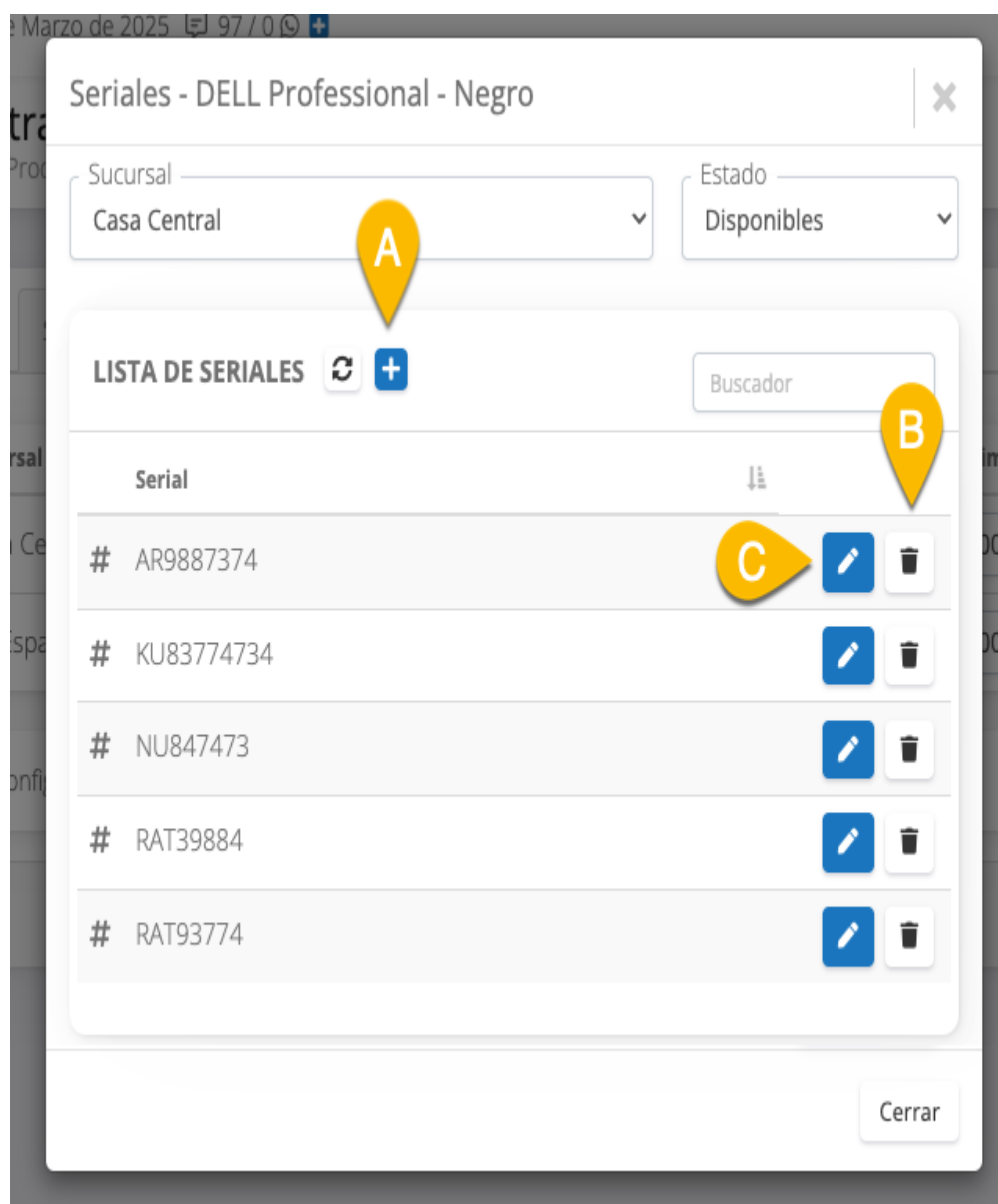 e Marzo de 2025 97 / 0
Seriales - DELL Professional - Negro
Sucursal
Estado
Casa Central
Disponibles
A
LISTA DE SERIALES
Buscador
B
Serial
# AR9887374
C
# KU83774734
# NU847473
# RAT39884
# RAT93774
Cerrar